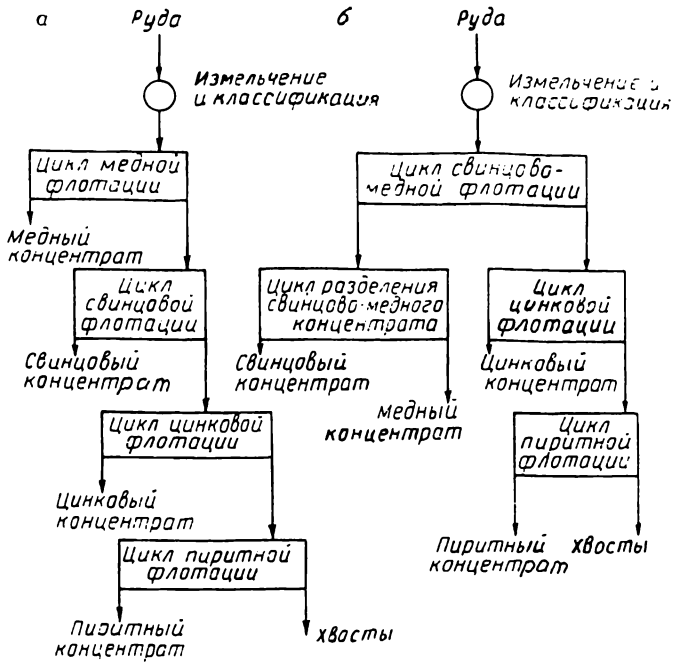 а
Руда
Измельчение
и классификация
Цикл медной
флотации
Медный
концентрат
Цикл
свинцовой
флотации
Свинцовый
концентрат
Цикл цинковой
флотации
Цинковый
концентрат
Цикл пиритной
флотации
Пиритный
концентрат
Хвосты
б
Руда
Измельчение и
классификация
Цикл свинцово-
медной флотации
Цикл разделения
свинцово-медного
концентрата
Свинцовый
концентрат
Медный
концентрат
Цикл
цинковой
флотации
Цинковый
концентрат
Цикл
пиритной
флотации
Пиритный
концентрат
Хвосты